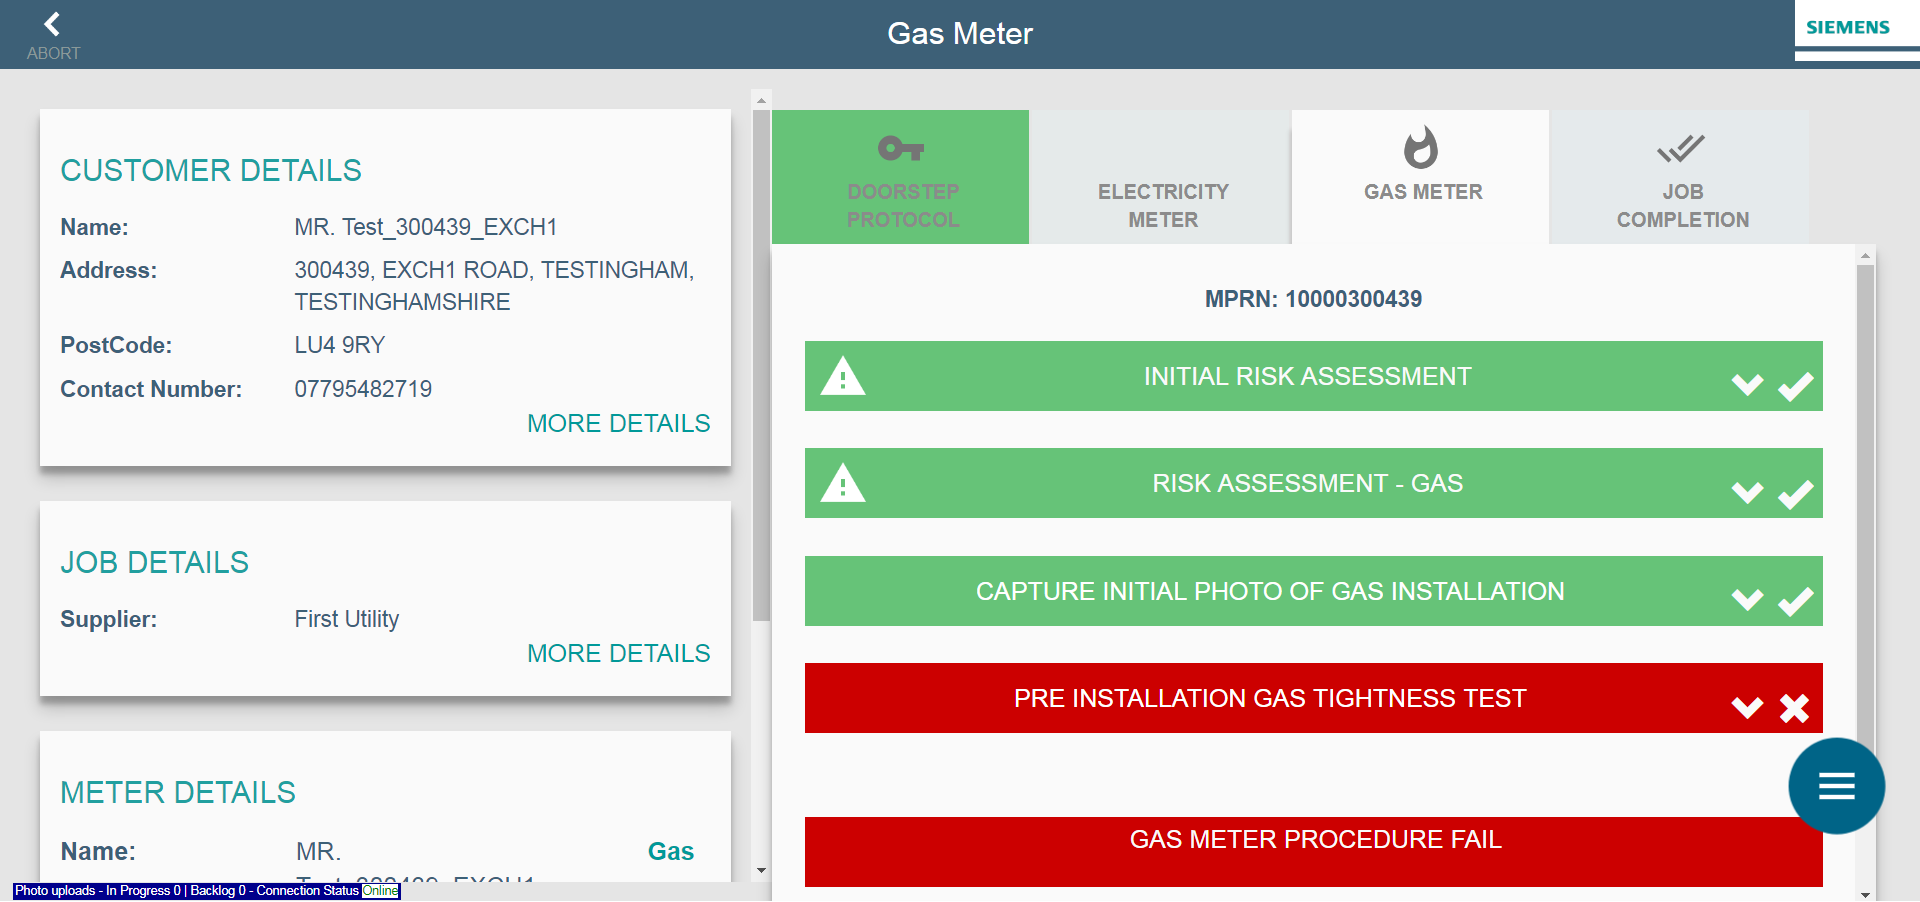 ABORT
Gas Meter
SIEMENS
CUSTOMER DETAILS
Name: MR. Test_300439_EXCH1
Address: 300439, EXCH1 ROAD, TESTINGHAM,
TESTINGHAMSHIRE
PostCode: LU4 9RY
Contact Number: 07795482719
MORE DETAILS
JOB DETAILS
Supplier: First Utility
MORE DETAILS
METER DETAILS
Name: MR. Gas
Test_300439_EXCH1
Photo uploads - In Progress 0 | Backlog 0 - Connection Status Online
DOORSTEP
PROTOCOL
ELECTRICITY
METER
GAS METER
JOB
COMPLETION
MPRN: 10000300439
INITIAL RISK ASSESSMENT
RISK ASSESSMENT - GAS
CAPTURE INITIAL PHOTO OF GAS INSTALLATION
PRE INSTALLATION GAS TIGHTNESS TEST
GAS METER PROCEDURE FAIL